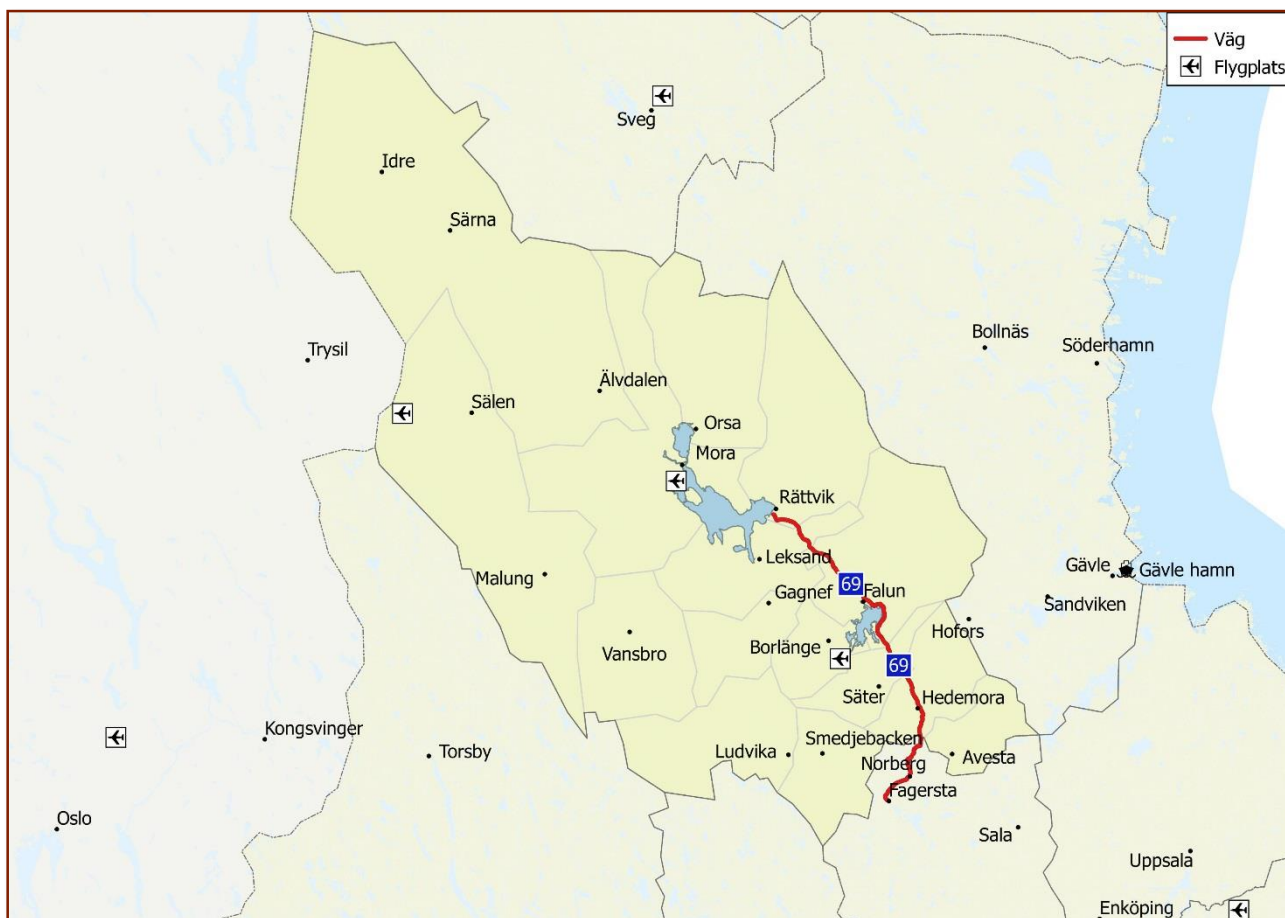 Väg
Flygplats
Sveg
Idre
Särna
Trysil
Bollnäs
Söderhamn
Älvdalen
Sälen
Orsa
Mora
Rättvik
Leksand
Malung
69
Falun
Gagnef
Gävle
Gävle hamn
Sandviken
Hofors
Vansbro
Borlänge
69
Säter
Hedemora
Kongsvinger
Torsby
Ludvika
Smedjebacken
Norberg
Avesta
Fagersta
Oslo
Sala
Uppsala
Enköping